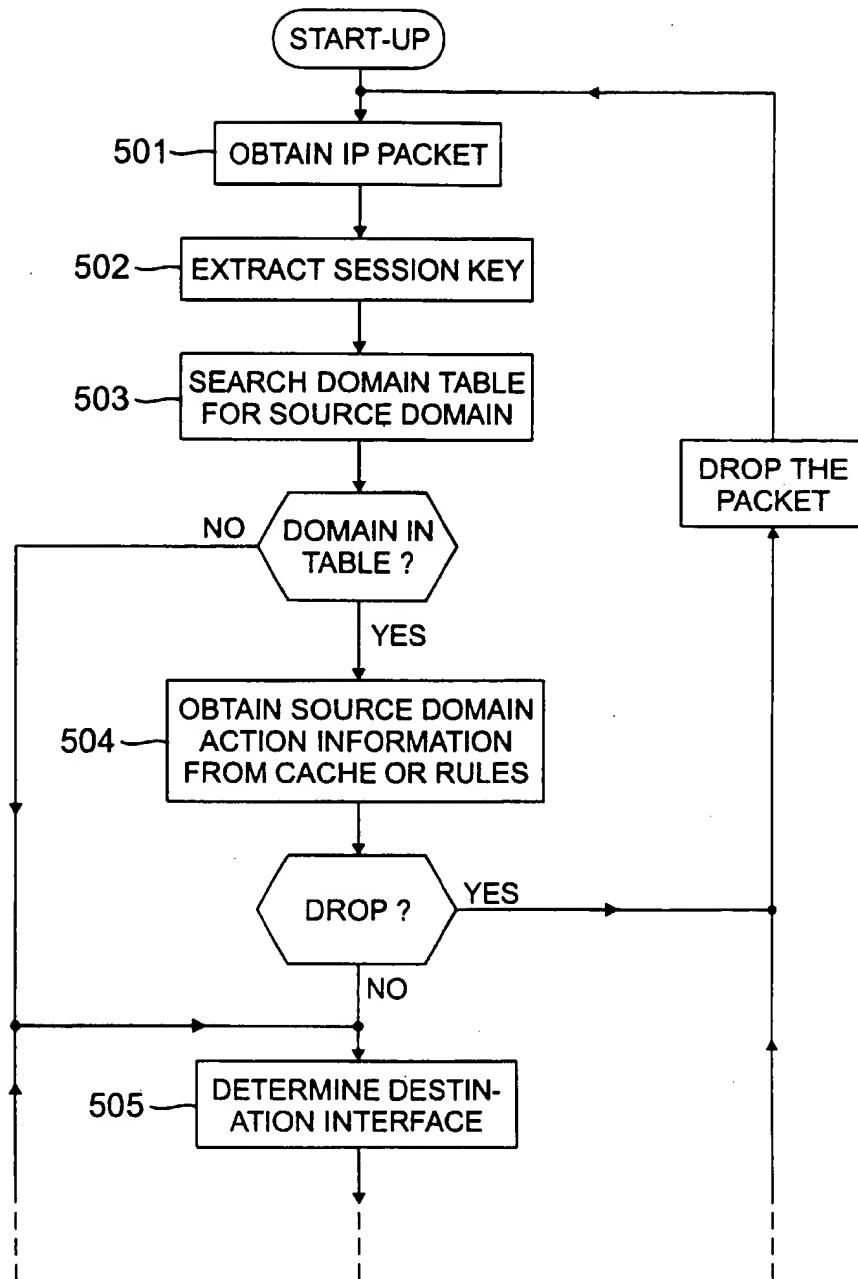 START-UP
501
OBTAIN IP PACKET
502
EXTRACT SESSION KEY
503
SEARCH DOMAIN TABLE
FOR SOURCE DOMAIN
DROP THE
PACKET
NO
DOMAIN IN
TABLE ?
YES
504
OBTAIN SOURCE DOMAIN
ACTION INFORMATION
FROM CACHE OR RULES
DROP ?
YES
NO
505
DETERMINE DESTIN-
ATION INTERFACE